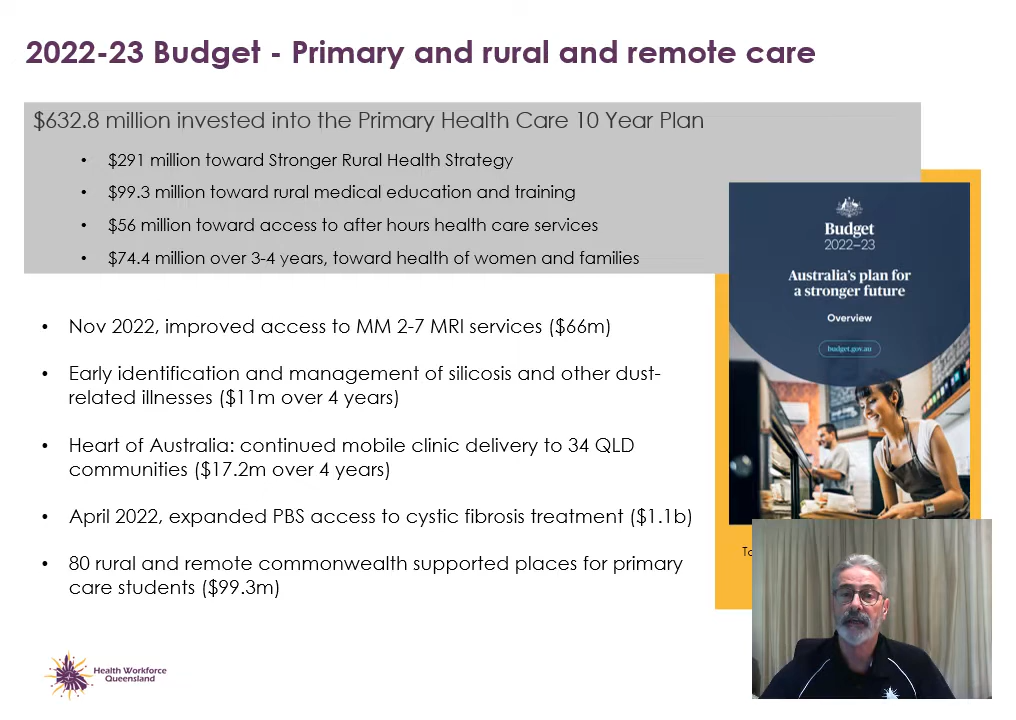 2022-23 Budget - Primary and rural and remote care
$632.8 million invested into the Primary Health Care 10 Year Plan
• $291 million toward Stronger Rural Health Strategy
• $99.3 million toward rural medical education and training
• $56 million toward access to after hours health care services
• $74.4 million over 3-4 years, toward health of women and families
• Nov 2022, improved access to MM 2-7 MRI services ($66m)
• Early identification and management of silicosis and other dust-
related illnesses ($11m over 4 years)
• Heart of Australia: continued mobile clinic delivery to 34 QLD
communities ($17.2m over 4 years)
• April 2022, expanded PBS access to cystic fibrosis treatment ($1.1b)
• 80 rural and remote commonwealth supported places for primary
care students ($99.3m)
Budget
2022–23
Australia's plan for
a stronger future
Overview
budget.gov.au
Health Workforce
Queensland